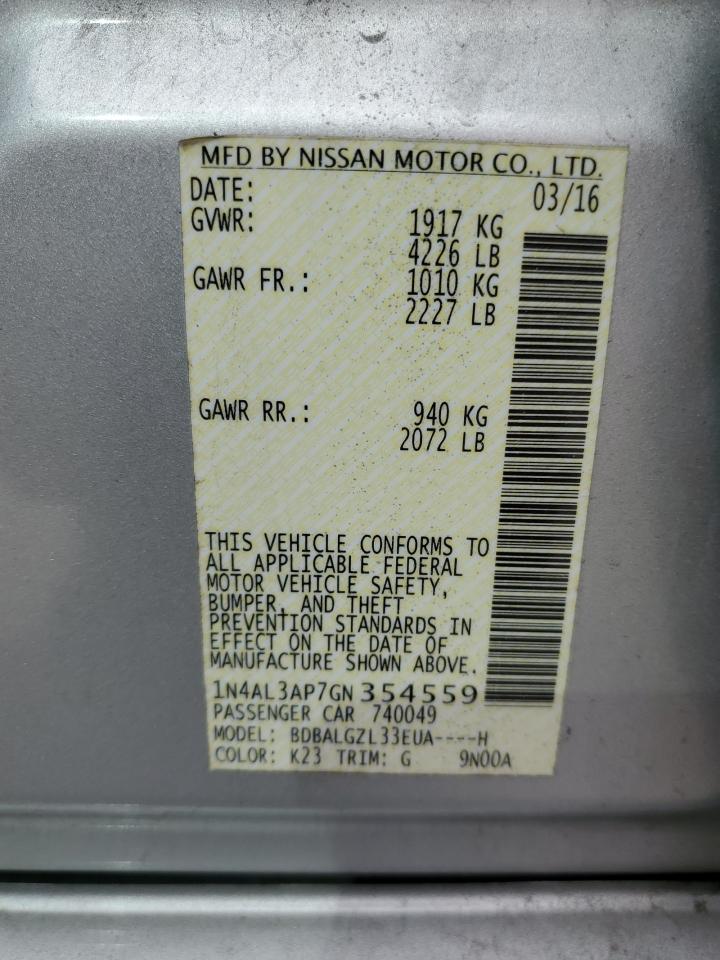 MFD BY NISSAN MOTOR CO., LTD.
DATE: 03/16
GVWR: 1917 KG
4226 LB
GAWR FR.: 1010 KG
2227 LB
GAWR RR.: 940 KG
2072 LB
THIS VEHICLE CONFORMS TO
ALL APPLICABLE FEDERAL
MOTOR VEHICLE SAFETY,
BUMPER, AND THEFT
PREVENTION STANDARDS IN
EFFECT ON THE DATE OF
MANUFACTURE SHOWN ABOVE.
1N4AL3AP7GN354559
PASSENGER CAR 740049
MODEL: BDBALGZL33EUA----H
COLOR: K23 TRIM: G 9N00A